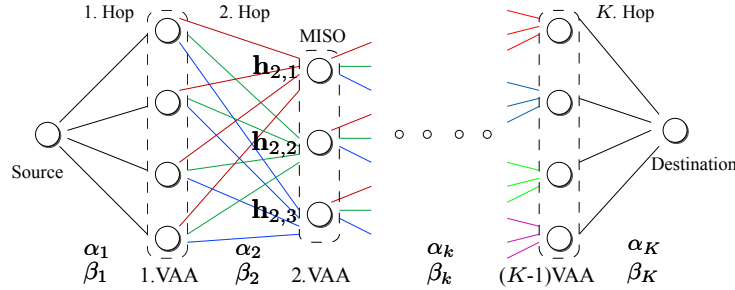 1. Hop
2. Hop
K. Hop
MISO
h2,1
h2,2
h2,3
Source
Destination
α1
β1
1.VAA
α2
β2
2.VAA
αk
βk
(K-1)VAA
αK
βK